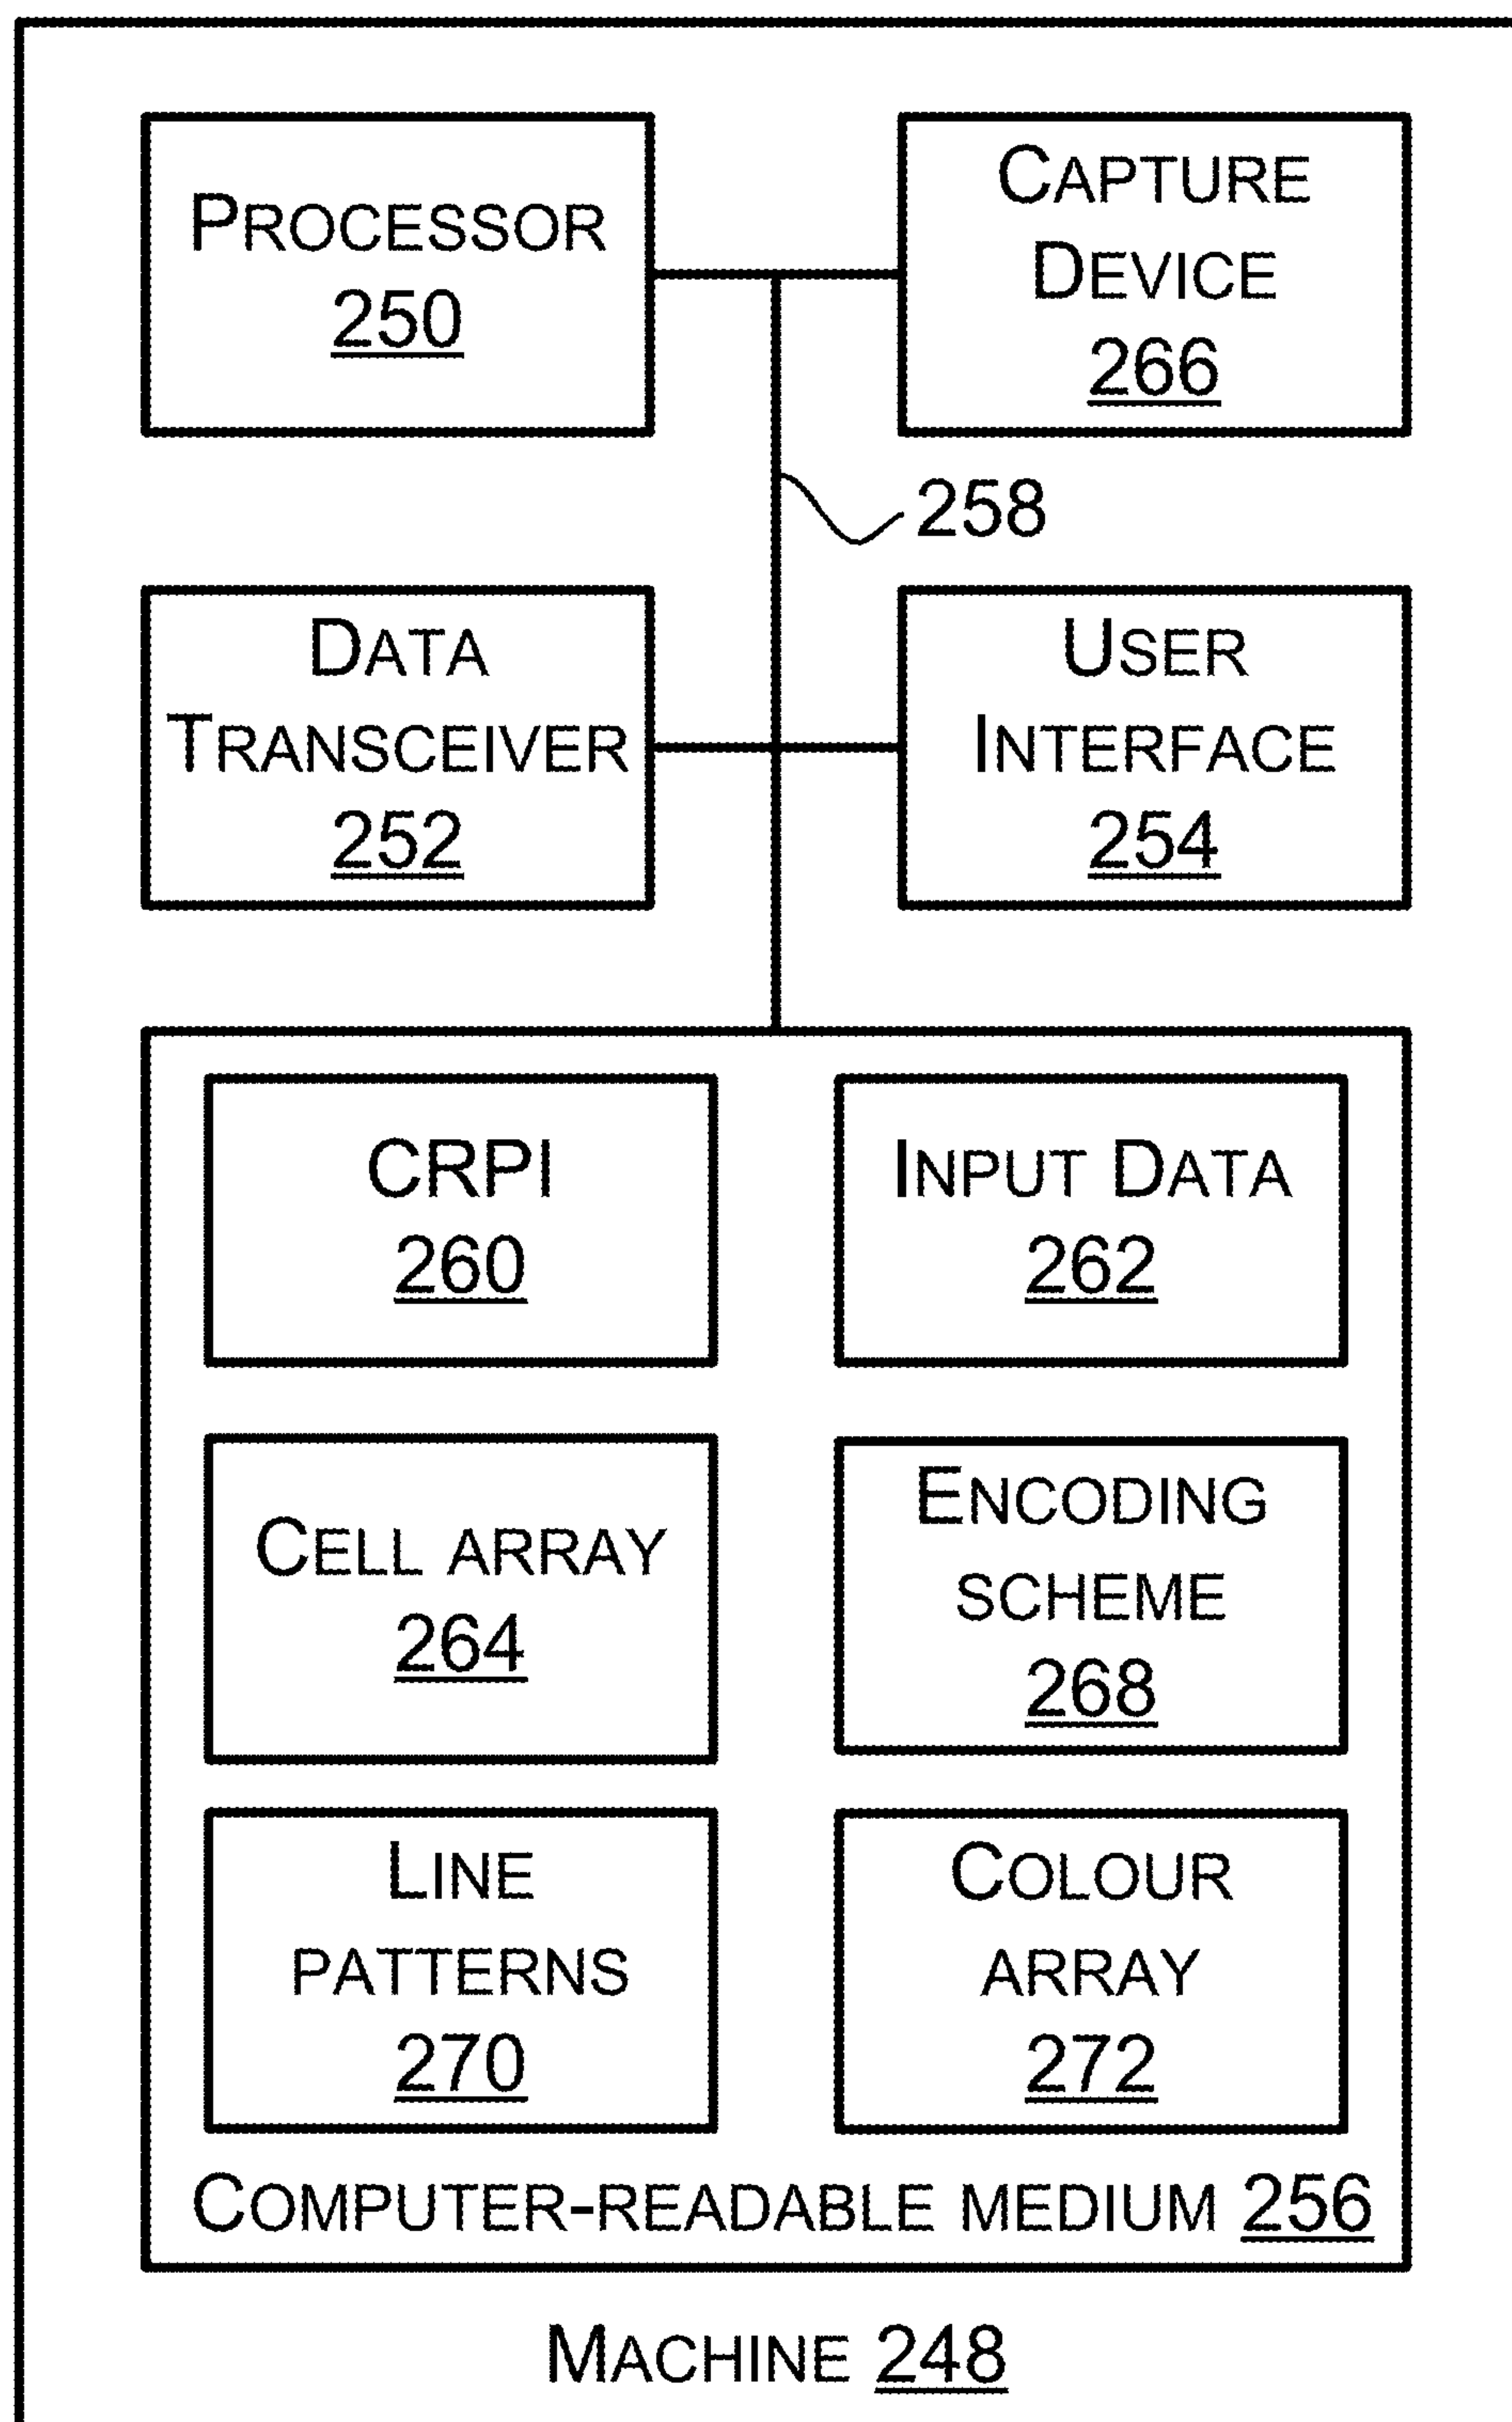 Processor
250
Capture
Device
266
258
Data
Transceiver
252
User
Interface
254
CRPI
260
Input Data
262
Cell array
264
Encoding
scheme
268
Line
patterns
270
Colour
array
272
Computer-readable medium 256
Machine 248